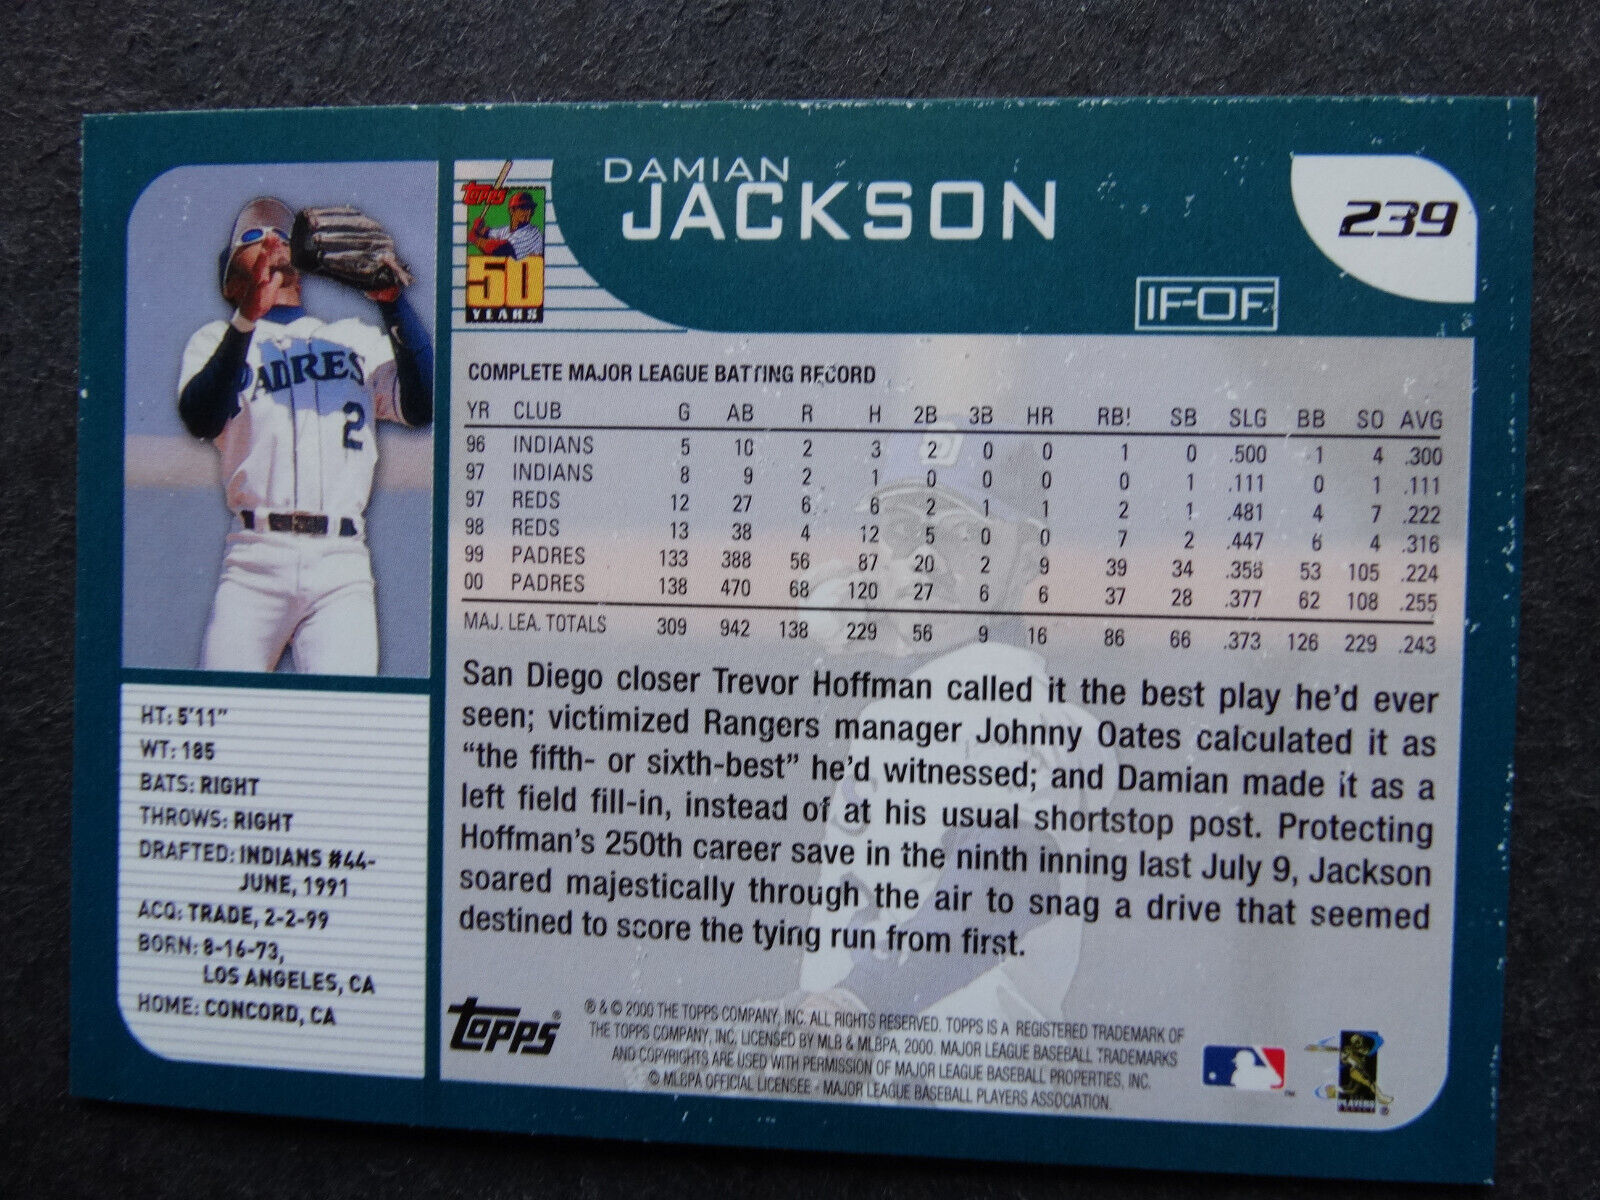 DAMIAN
JACKSON
239
IF-OF
Topps
50
YEARS
PADRES
2
HT: 5'11"
WT: 185
BATS: RIGHT
THROWS: RIGHT
DRAFTED: INDIANS #44-
JUNE, 1991
ACQ: TRADE, 2-2-99
BORN: 8-16-73,
LOS ANGELES, CA
HOME: CONCORD, CA
COMPLETE MAJOR LEAGUE BATTING RECORD
YR CLUB G AB R H 2B 3B HR RBI SB SLG BB SO AVG
96 INDIANS 5 10 2 3 2 0 0 1 0 .500 1 4 .300
97 INDIANS 8 9 2 1 0 0 0 0 1 .111 0 1 .111
97 REDS 12 27 6 6 2 1 1 2 1 .481 4 7 .222
98 REDS 13 38 4 12 5 0 0 7 2 .447 6 4 .316
99 PADRES 133 388 56 87 20 2 9 39 34 .358 53 105 .224
00 PADRES 138 470 68 120 27 6 6 37 28 .377 62 108 .255
MAJ. LEA. TOTALS 309 942 138 229 56 9 16 86 66 .373 126 229 .243
San Diego closer Trevor Hoffman called it the best play he'd ever
seen; victimized Rangers manager Johnny Oates calculated it as
“the fifth- or sixth-best” he'd witnessed; and Damian made it as a
left field fill-in, instead of at his usual shortstop post. Protecting
Hoffman's 250th career save in the ninth inning last July 9, Jackson
soared majestically through the air to snag a drive that seemed
destined to score the tying run from first.
Topps®
® & © 2000 THE TOPPS COMPANY, INC. ALL RIGHTS RESERVED. TOPPS IS A REGISTERED TRADEMARK OF
THE TOPPS COMPANY, INC. LICENSED BY MLB & MLBPA, 2000. MAJOR LEAGUE BASEBALL TRADEMARKS
AND COPYRIGHTS ARE USED WITH PERMISSION OF MAJOR LEAGUE BASEBALL PROPERTIES, INC.
© MLBPA OFFICIAL LICENSEE - MAJOR LEAGUE BASEBALL PLAYERS ASSOCIATION.
PLAYERS